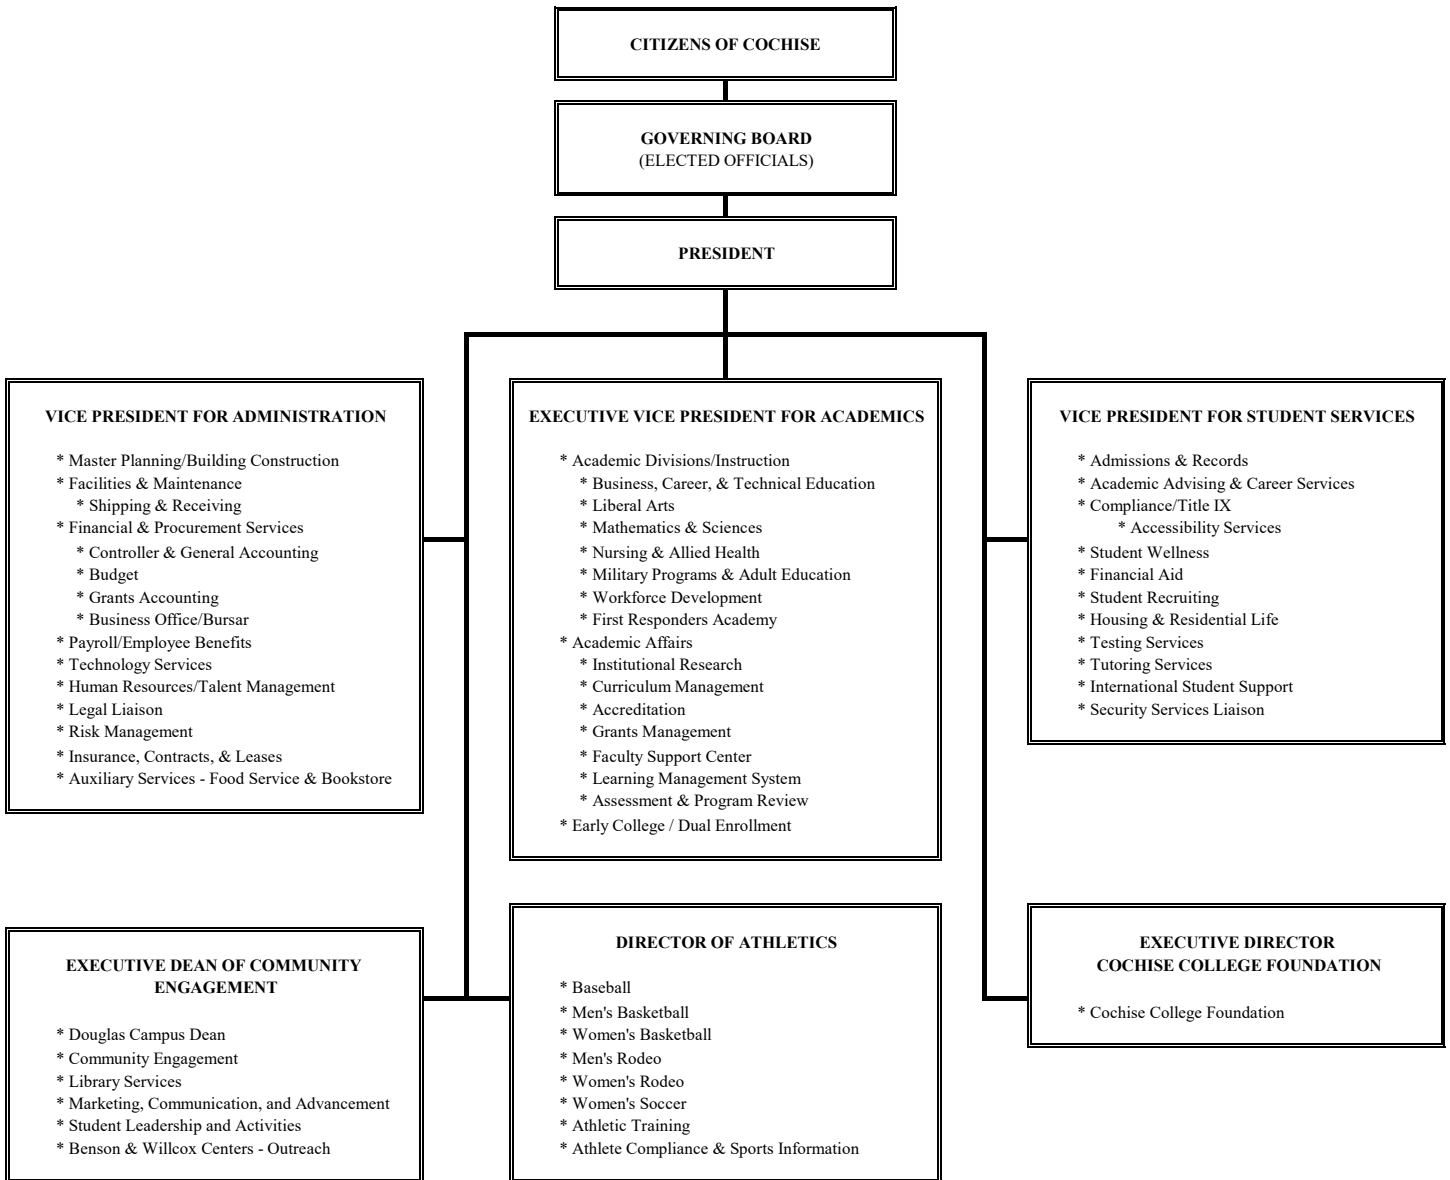 CITIZENS OF COCHISE
GOVERNING BOARD
(ELECTED OFFICIALS)
PRESIDENT
VICE PRESIDENT FOR ADMINISTRATION
* Master Planning/Building Construction
* Facilities & Maintenance
* Shipping & Receiving
* Financial & Procurement Services
* Controller & General Accounting
* Budget
* Grants Accounting
* Business Office/Bursar
* Payroll/Employee Benefits
* Technology Services
* Human Resources/Talent Management
* Legal Liaison
* Risk Management
* Insurance, Contracts, & Leases
* Auxiliary Services - Food Service & Bookstore
EXECUTIVE VICE PRESIDENT FOR ACADEMICS
* Academic Divisions/Instruction
* Business, Career, & Technical Education
* Liberal Arts
* Mathematics & Sciences
* Nursing & Allied Health
* Military Programs & Adult Education
* Workforce Development
* First Responders Academy
* Academic Affairs
* Institutional Research
* Curriculum Management
* Accreditation
* Grants Management
* Faculty Support Center
* Learning Management System
* Assessment & Program Review
* Early College / Dual Enrollment
VICE PRESIDENT FOR STUDENT SERVICES
* Admissions & Records
* Academic Advising & Career Services
* Compliance/Title IX
* Accessibility Services
* Student Wellness
* Financial Aid
* Student Recruiting
* Housing & Residential Life
* Testing Services
* Tutoring Services
* International Student Support
* Security Services Liaison
EXECUTIVE DEAN OF COMMUNITY
ENGAGEMENT
* Douglas Campus Dean
* Community Engagement
* Library Services
* Marketing, Communication, and Advancement
* Student Leadership and Activities
* Benson & Willcox Centers - Outreach
DIRECTOR OF ATHLETICS
* Baseball
* Men's Basketball
* Women's Basketball
* Men's Rodeo
* Women's Rodeo
* Women's Soccer
* Athletic Training
* Athlete Compliance & Sports Information
EXECUTIVE DIRECTOR
COCHISE COLLEGE FOUNDATION
* Cochise College Foundation